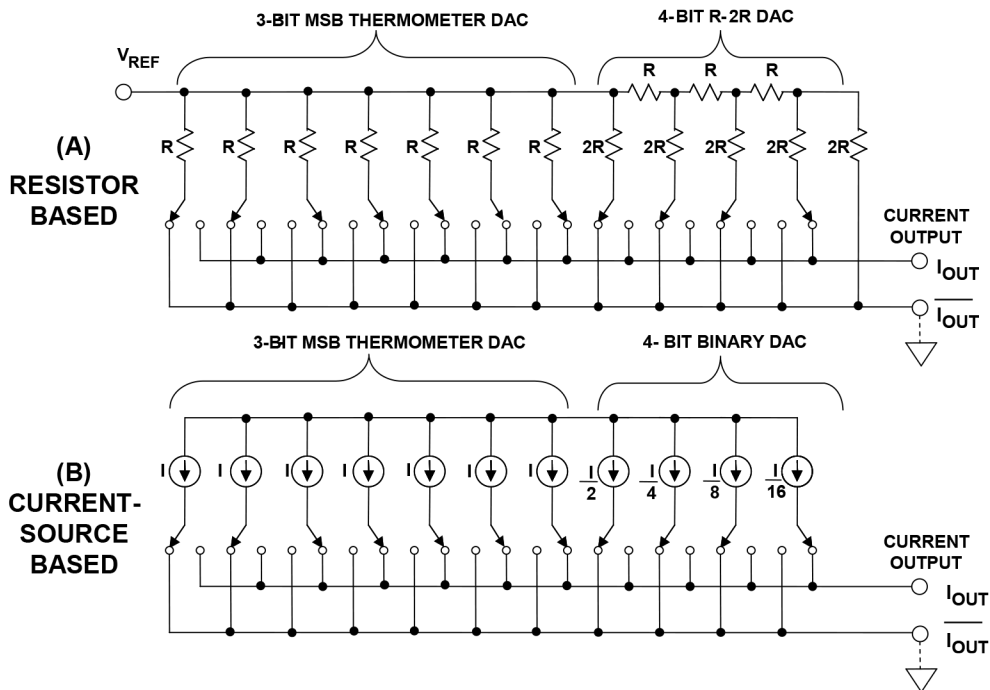 3-BIT MSB THERMOMETER DAC
4-BIT R-2R DAC
VREF
R R R
(A)
RESISTOR
BASED
R R R R R R R 2R 2R 2R 2R 2R
CURRENT
OUTPUT
IOUT
IOUT
3-BIT MSB THERMOMETER DAC
4- BIT BINARY DAC
(B)
CURRENT-
SOURCE
BASED
I I I I I I I I/2 I/4 I/8 I/16
CURRENT
OUTPUT
IOUT
IOUT